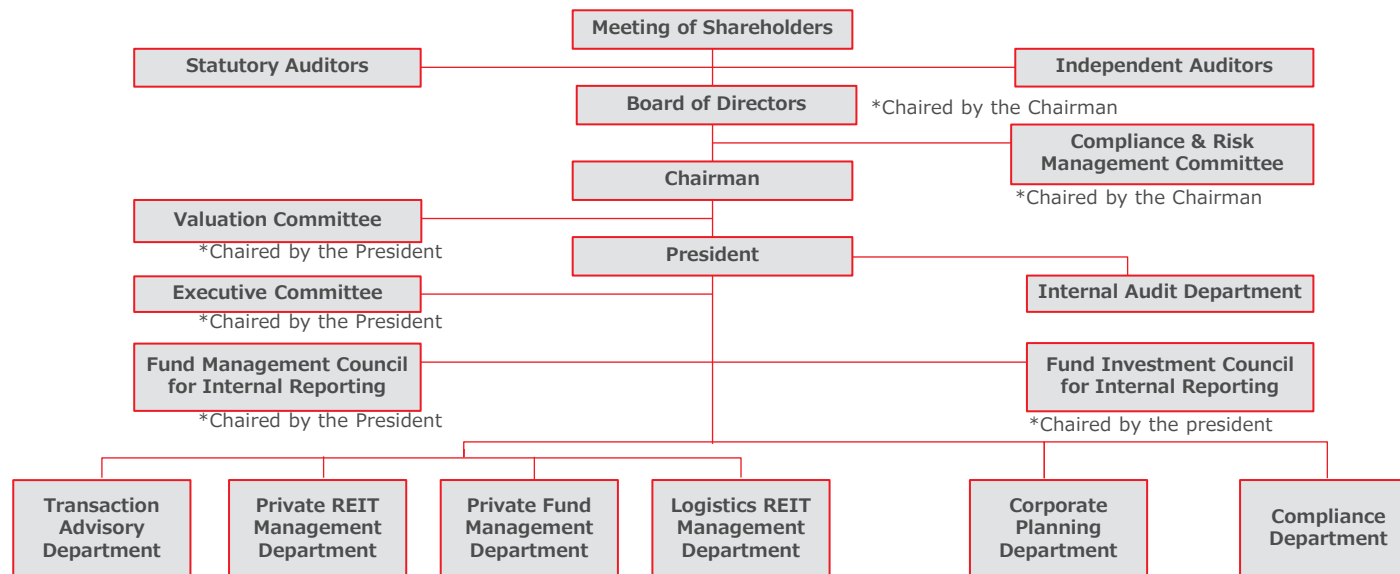 Meeting of Shareholders
Statutory Auditors
Independent Auditors
Board of Directors
*Chaired by the Chairman
Compliance & Risk
Management Committee
*Chaired by the Chairman
Chairman
Valuation Committee
*Chaired by the President
President
Executive Committee
*Chaired by the President
Internal Audit Department
Fund Management Council
for Internal Reporting
*Chaired by the President
Fund Investment Council
for Internal Reporting
*Chaired by the president
Transaction
Advisory
Department
Private REIT
Management
Department
Private Fund
Management
Department
Logistics REIT
Management
Department
Corporate
Planning
Department
Compliance
Department